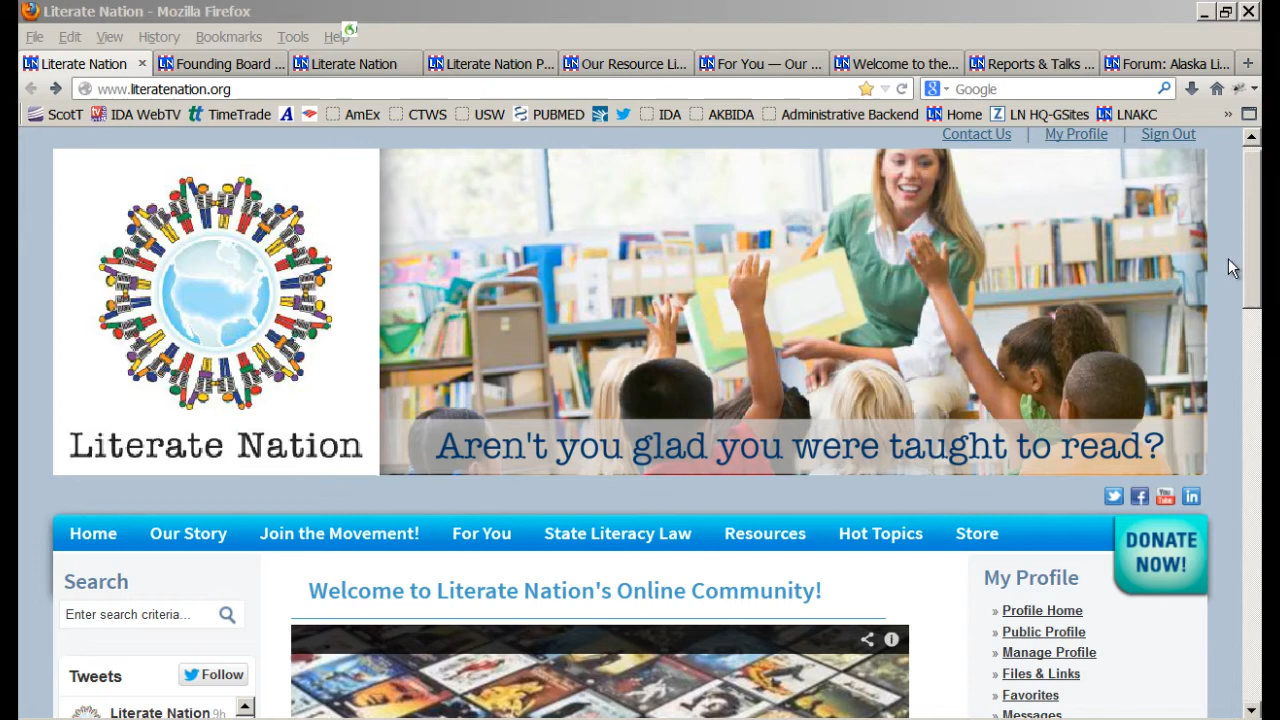 Literate Nation - Mozilla Firefox
File Edit View History Bookmarks Tools Help
Literate Nation × Founding Board ... Literate Nation Literate Nation P... Our Resource Li... For You — Our ... Welcome to the... Reports & Talks ... Forum: Alaska Li...
www.literatenation.org Google
ScotT IDA WebTV TimeTrade AmEx CTWS USW PUBMED IDA AKBIDA Administrative Backend Home LN HQ-GSites LNAKC
Contact Us | My Profile | Sign Out
Literate Nation
Aren't you glad you were taught to read?
Home Our Story Join the Movement! For You State Literacy Law Resources Hot Topics Store
DONATE
NOW!
Search
Enter search criteria...
Tweets Follow
Literate Nation 9h
Welcome to Literate Nation's Online Community!
My Profile
» Profile Home
» Public Profile
» Manage Profile
» Files & Links
» Favorites
» Messages